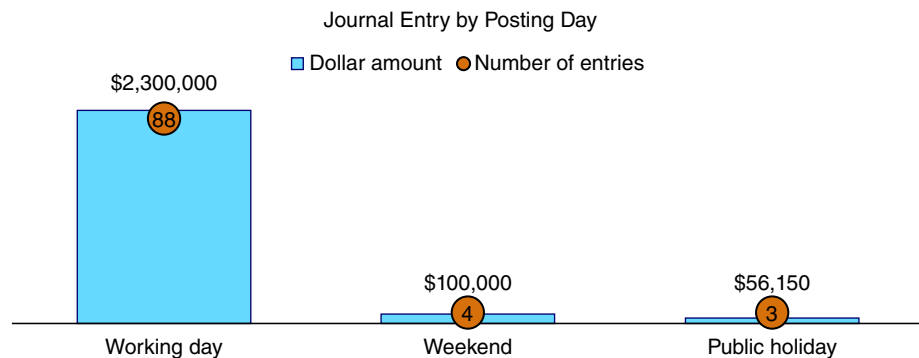 Journal Entry by Posting Day
Dollar amount Number of entries
$2,300,000
88
$100,000
4
$56,150
3
Working day Weekend Public holiday